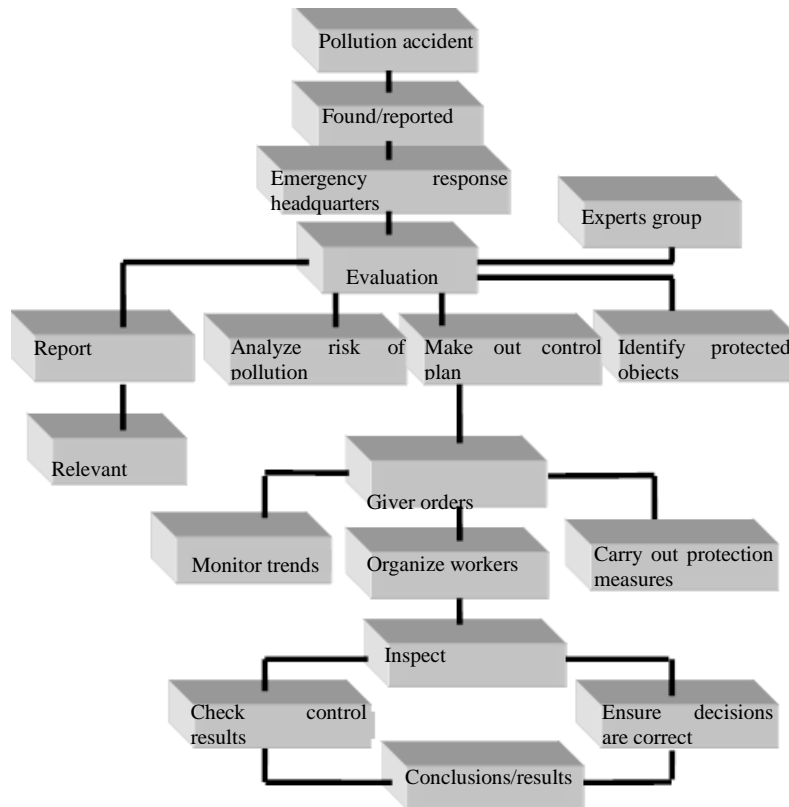 Pollution accident
Found/reported
Emergency response
headquarters
Experts group
Evaluation
Report
Analyze risk of
pollution
Make out control
plan
Identify protected
objects
Relevant
Giver orders
Monitor trends
Organize workers
Carry out protection
measures
Inspect
Check control
results
Ensure decisions
are correct
Conclusions/results